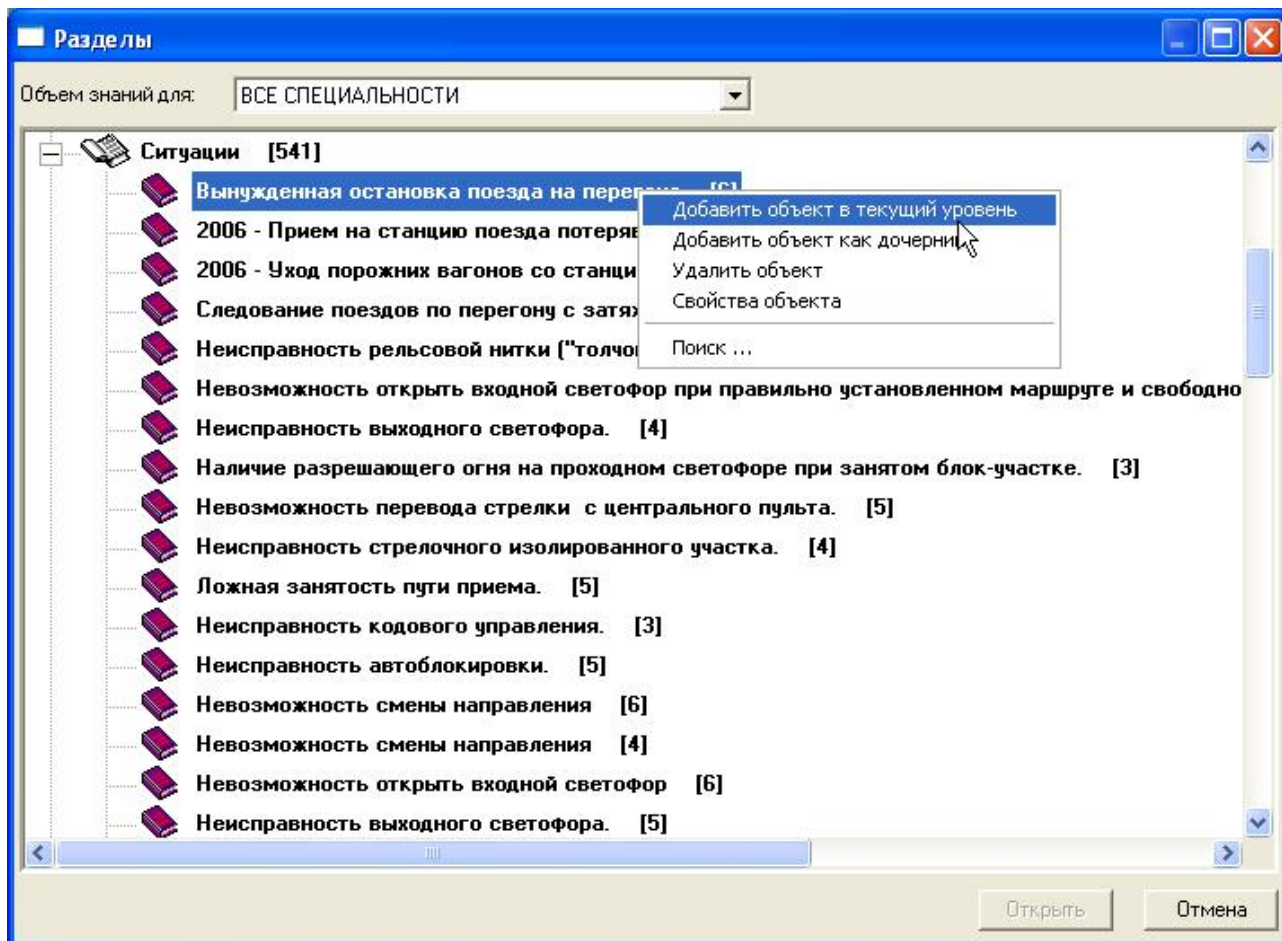 Разделы
Объем знаний для: ВСЕ СПЕЦИАЛЬНОСТИ
Ситуации [541]
Вынужденная остановка поезда на [6]
2006 - Прием на станцию поезда
2006 - Уход порожних вагонов со
Следование поездов по перегону с
Неисправность рельсовой нитки
Невозможность открыть входной светофор при правильно установленном маршруте и свободно
Неисправность выходного светофора. [4]
Наличие разрешающего огня на проходном светофоре при занятом блок-участке. [3]
Невозможность перевода стрелки с центрального пульта. [5]
Неисправность стрелочного изолированного участка. [4]
Ложная занятость пути приема. [5]
Неисправность кодового управления. [3]
Неисправность автоблокировки. [5]
Невозможность смены направления [6]
Невозможность смены направления [4]
Невозможность открыть входной светофор [6]
Неисправность выходного светофора. [5]
Добавить объект в текущий уровень
Добавить объект как дочерний
Удалить объект
Свойства объекта
Поиск ...
Открыть Отмена